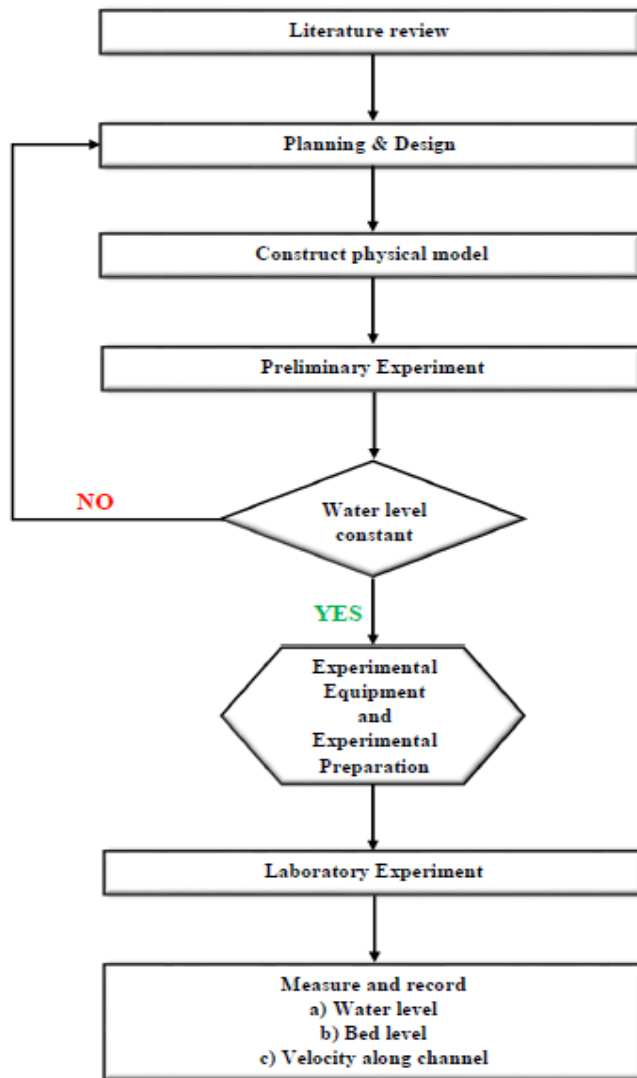 Literature review
Planning & Design
Construct physical model
Preliminary Experiment
Water level
constant
NO
YES
Experimental
Equipment
and
Experimental
Preparation
Laboratory Experiment
Measure and record
a) Water level
b) Bed level
c) Velocity along channel